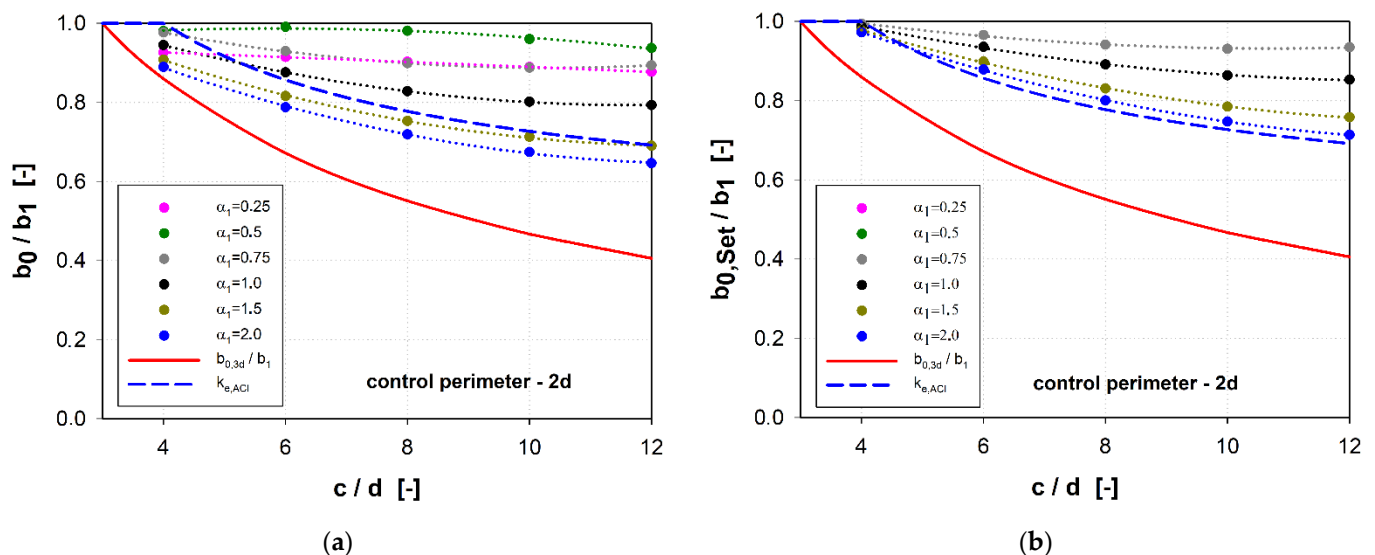 1.0
0.8
0.6
0.4
0.2
0.0
b0 / b1 [-]
α1=0.25
α1=0.5
α1=0.75
α1=1.0
α1=1.5
α1=2.0
b0,3d / b1
ke,ACI
control perimeter - 2d
4 6 8 10 12
c / d [-]
(a)
1.0
0.8
0.6
0.4
0.2
0.0
b0,Set / b1 [-]
α1=0.25
α1=0.5
α1=0.75
α1=1.0
α1=1.5
α1=2.0
b0,3d / b1
ke,ACI
control perimeter - 2d
4 6 8 10 12
c / d [-]
(b)